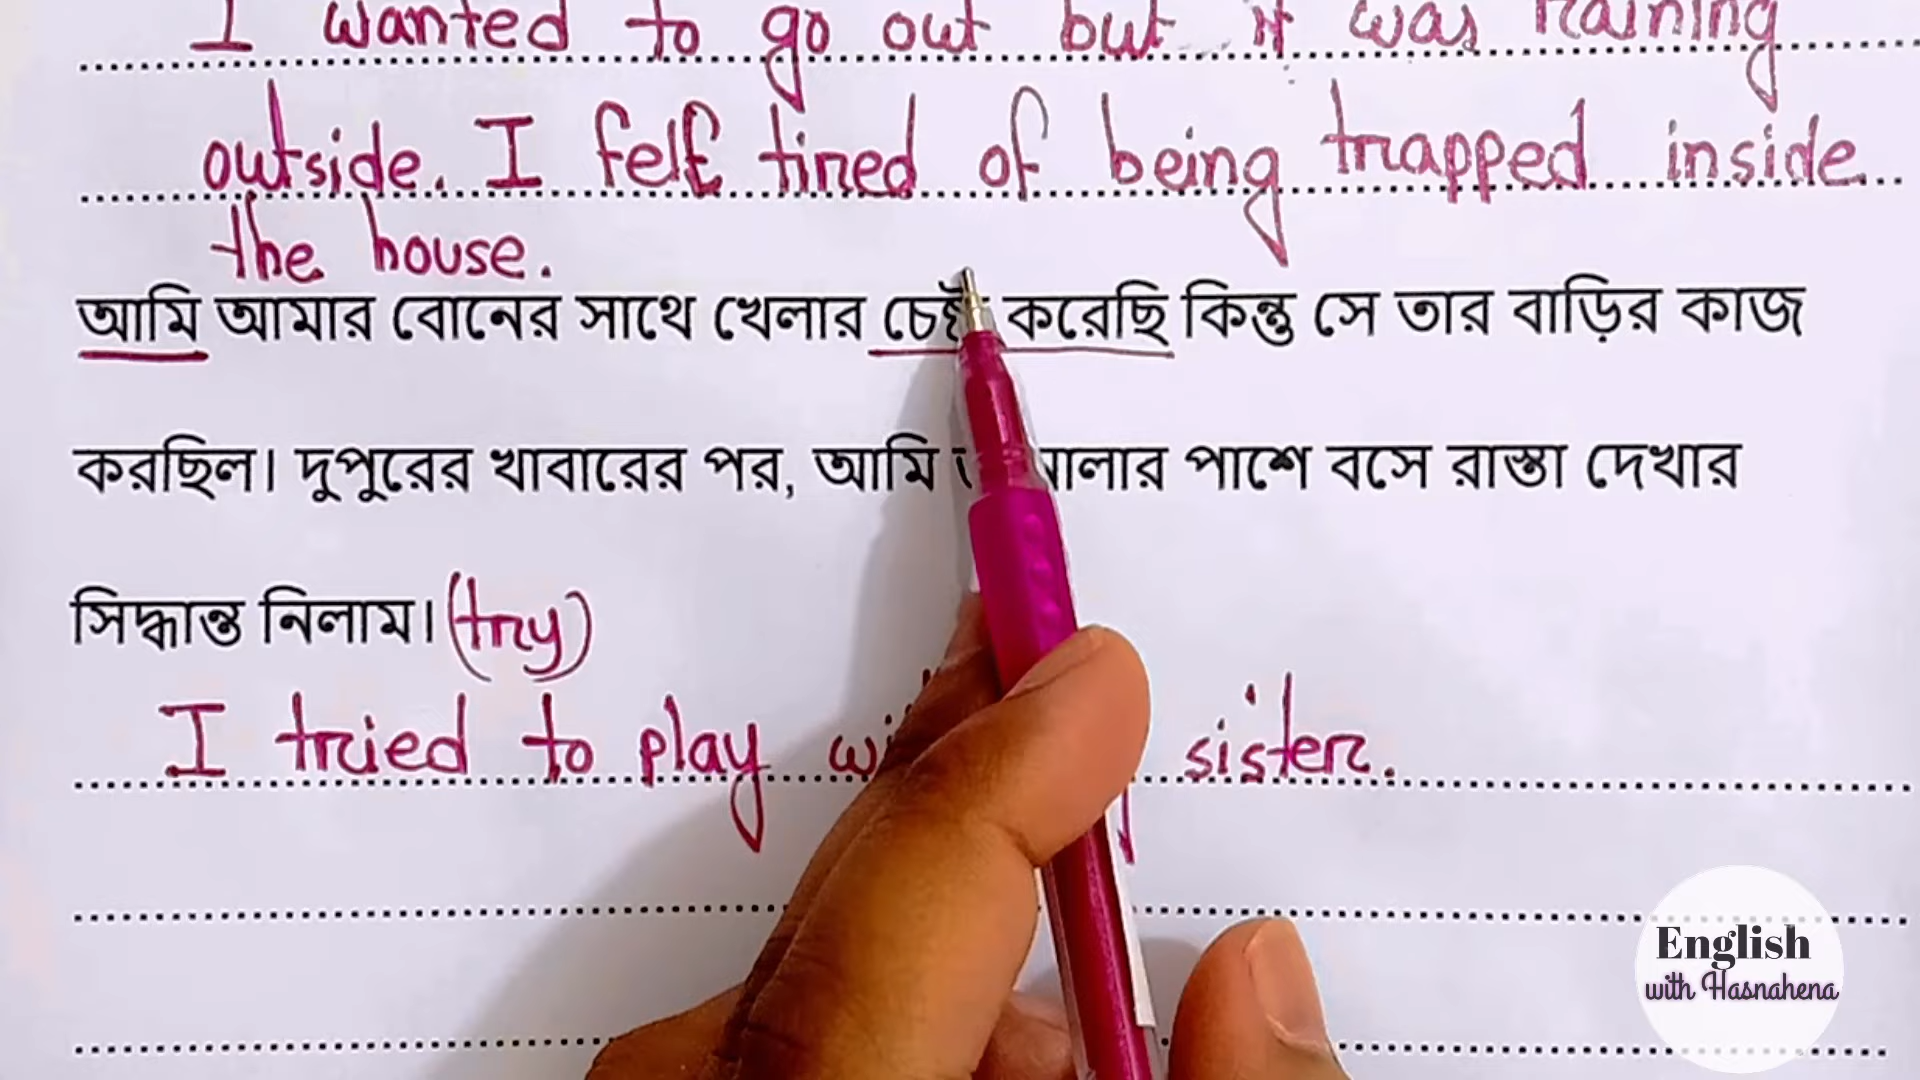 I wanted to go out but it was raining
outside. I felt tired of being trapped inside
the house.
আমি আমার বোনের সাথে খেলার করেছি কিন্তু সে তার বাড়ির কাজ
করছিল। দুপুরের খাবারের পর, আমি পাশে বসে রাস্তা দেখার
সিদ্ধান্ত নিলাম। (try)
I tried to play sister.
English
with Hasnahena